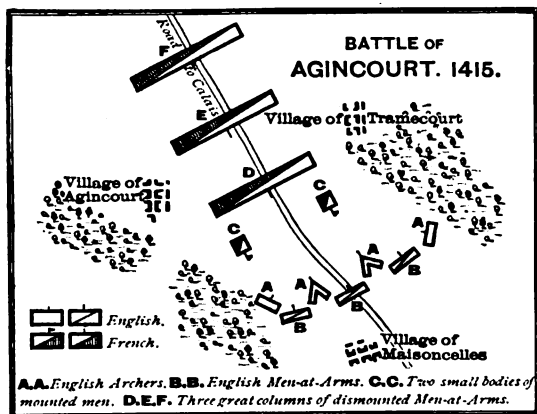 BATTLE OF
AGINCOURT. 1415.
Road to Calais
F
E
D
Village of Tramecourt
Village of
Agincourt
C
C
A
A
A
A
B
B
B
English.
French.
Village of
Maisoncelles
A.A. English Archers. B.B. English Men-at-Arms. C.C. Two small bodies of
mounted men. D.E.F. Three great columns of dismounted Men-at-Arms.